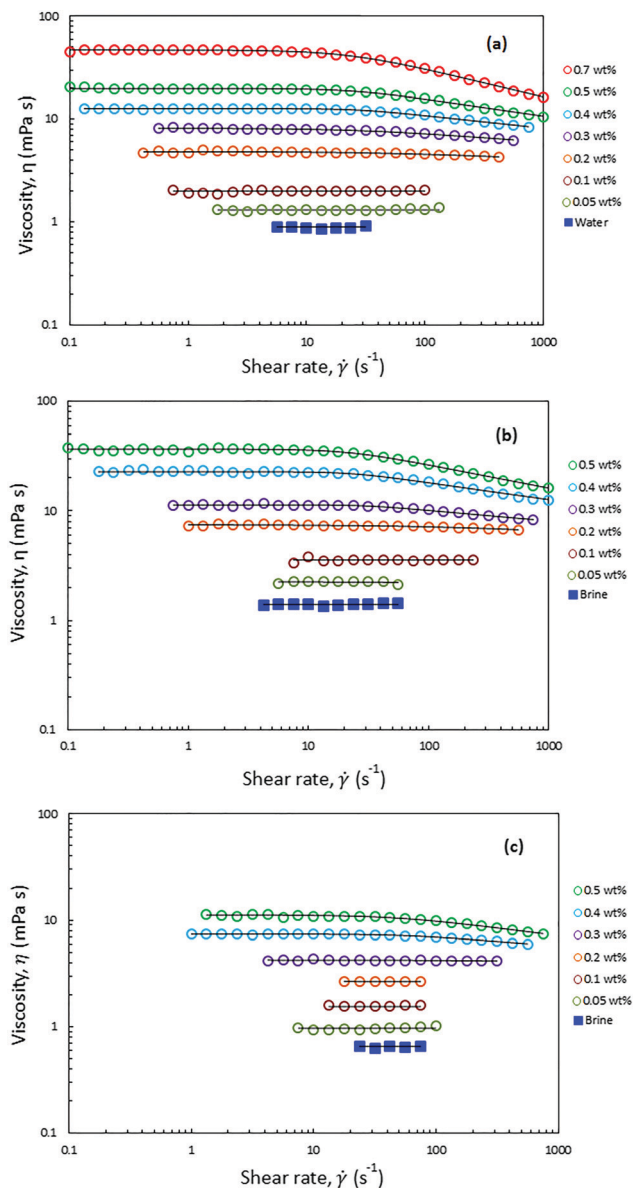 100
(a)
10
1
0.1
Viscosity, η (mPa s)
0.1 1 10 100 1000
Shear rate, γ̇ (s⁻¹)
0.7 wt%
0.5 wt%
0.4 wt%
0.3 wt%
0.2 wt%
0.1 wt%
0.05 wt%
Water
100
(b)
10
1
0.1
Viscosity, η (mPa s)
0.1 1 10 100 1000
Shear rate, γ̇ (s⁻¹)
0.5 wt%
0.4 wt%
0.3 wt%
0.2 wt%
0.1 wt%
0.05 wt%
Brine
100
(c)
10
1
0.1
Viscosity, η (mPa s)
0.1 1 10 100 1000
Shear rate, γ̇ (s⁻¹)
0.5 wt%
0.4 wt%
0.3 wt%
0.2 wt%
0.1 wt%
0.05 wt%
Brine